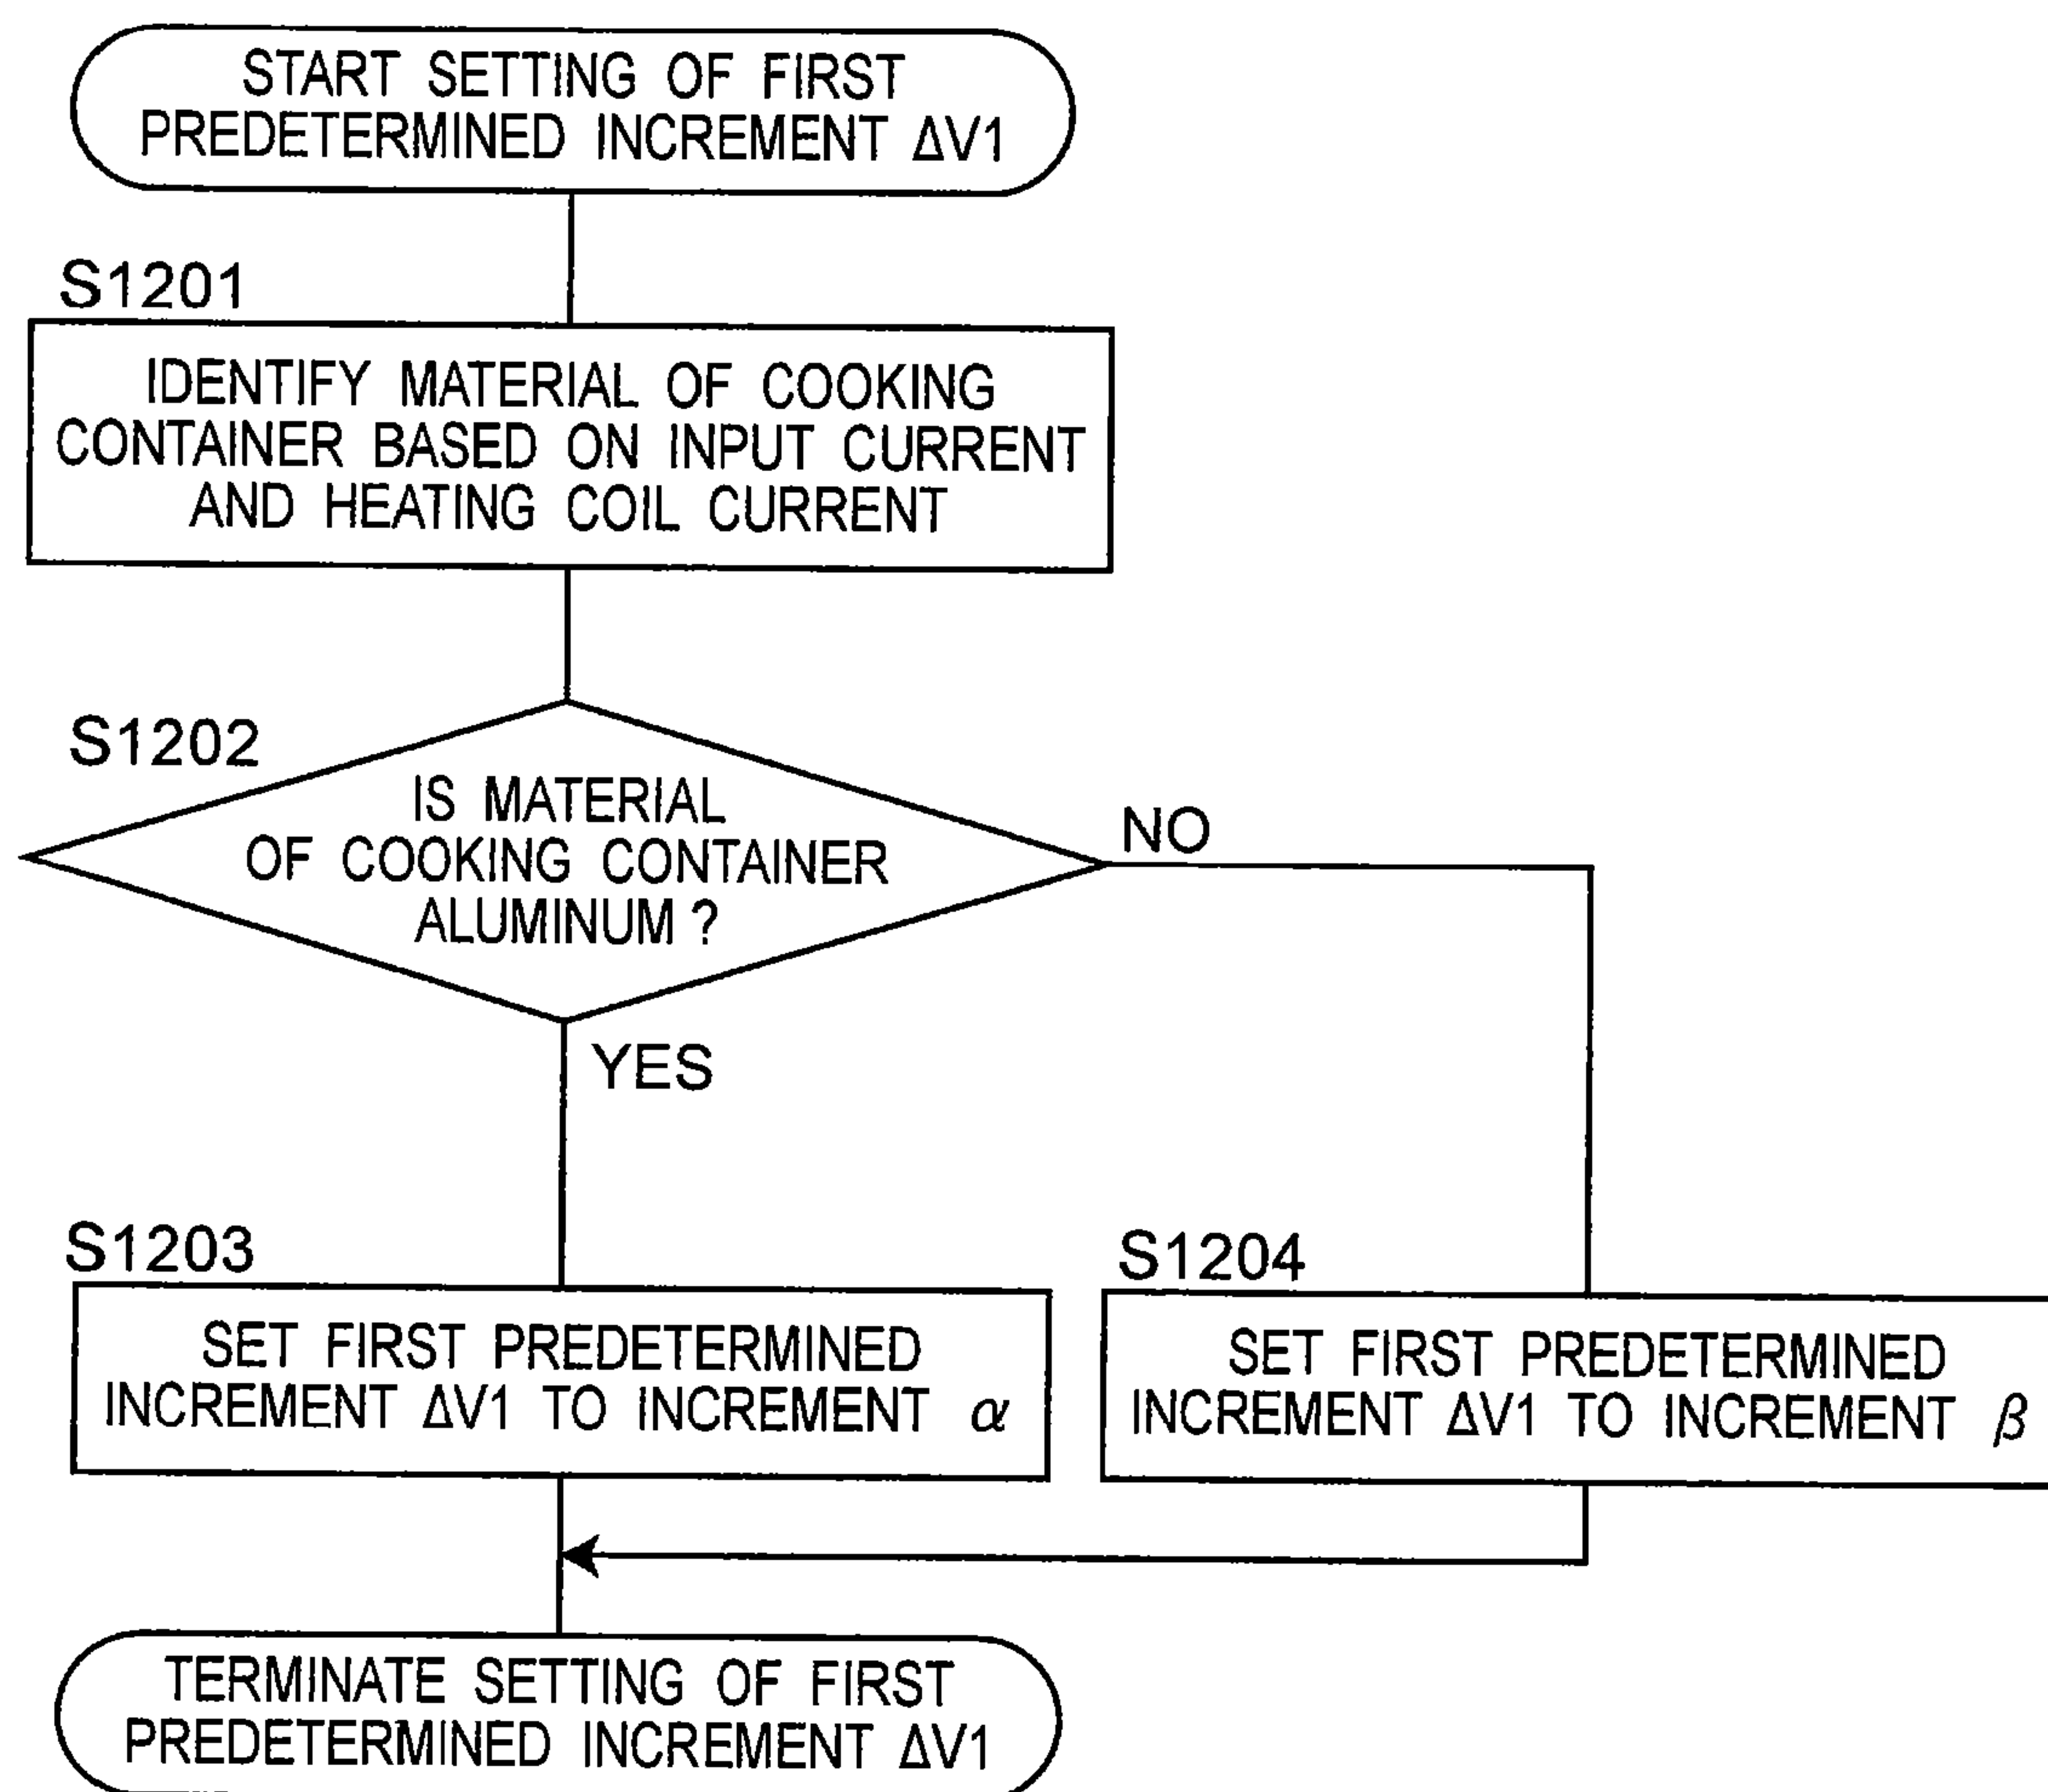 START SETTING OF FIRST
PREDETERMINED INCREMENT ΔV1
S1201
IDENTIFY MATERIAL OF COOKING
CONTAINER BASED ON INPUT CURRENT
AND HEATING COIL CURRENT
S1202
IS MATERIAL
OF COOKING CONTAINER
ALUMINUM ?
NO
YES
S1203
SET FIRST PREDETERMINED
INCREMENT ΔV1 TO INCREMENT α
S1204
SET FIRST PREDETERMINED
INCREMENT ΔV1 TO INCREMENT β
TERMINATE SETTING OF FIRST
PREDETERMINED INCREMENT ΔV1